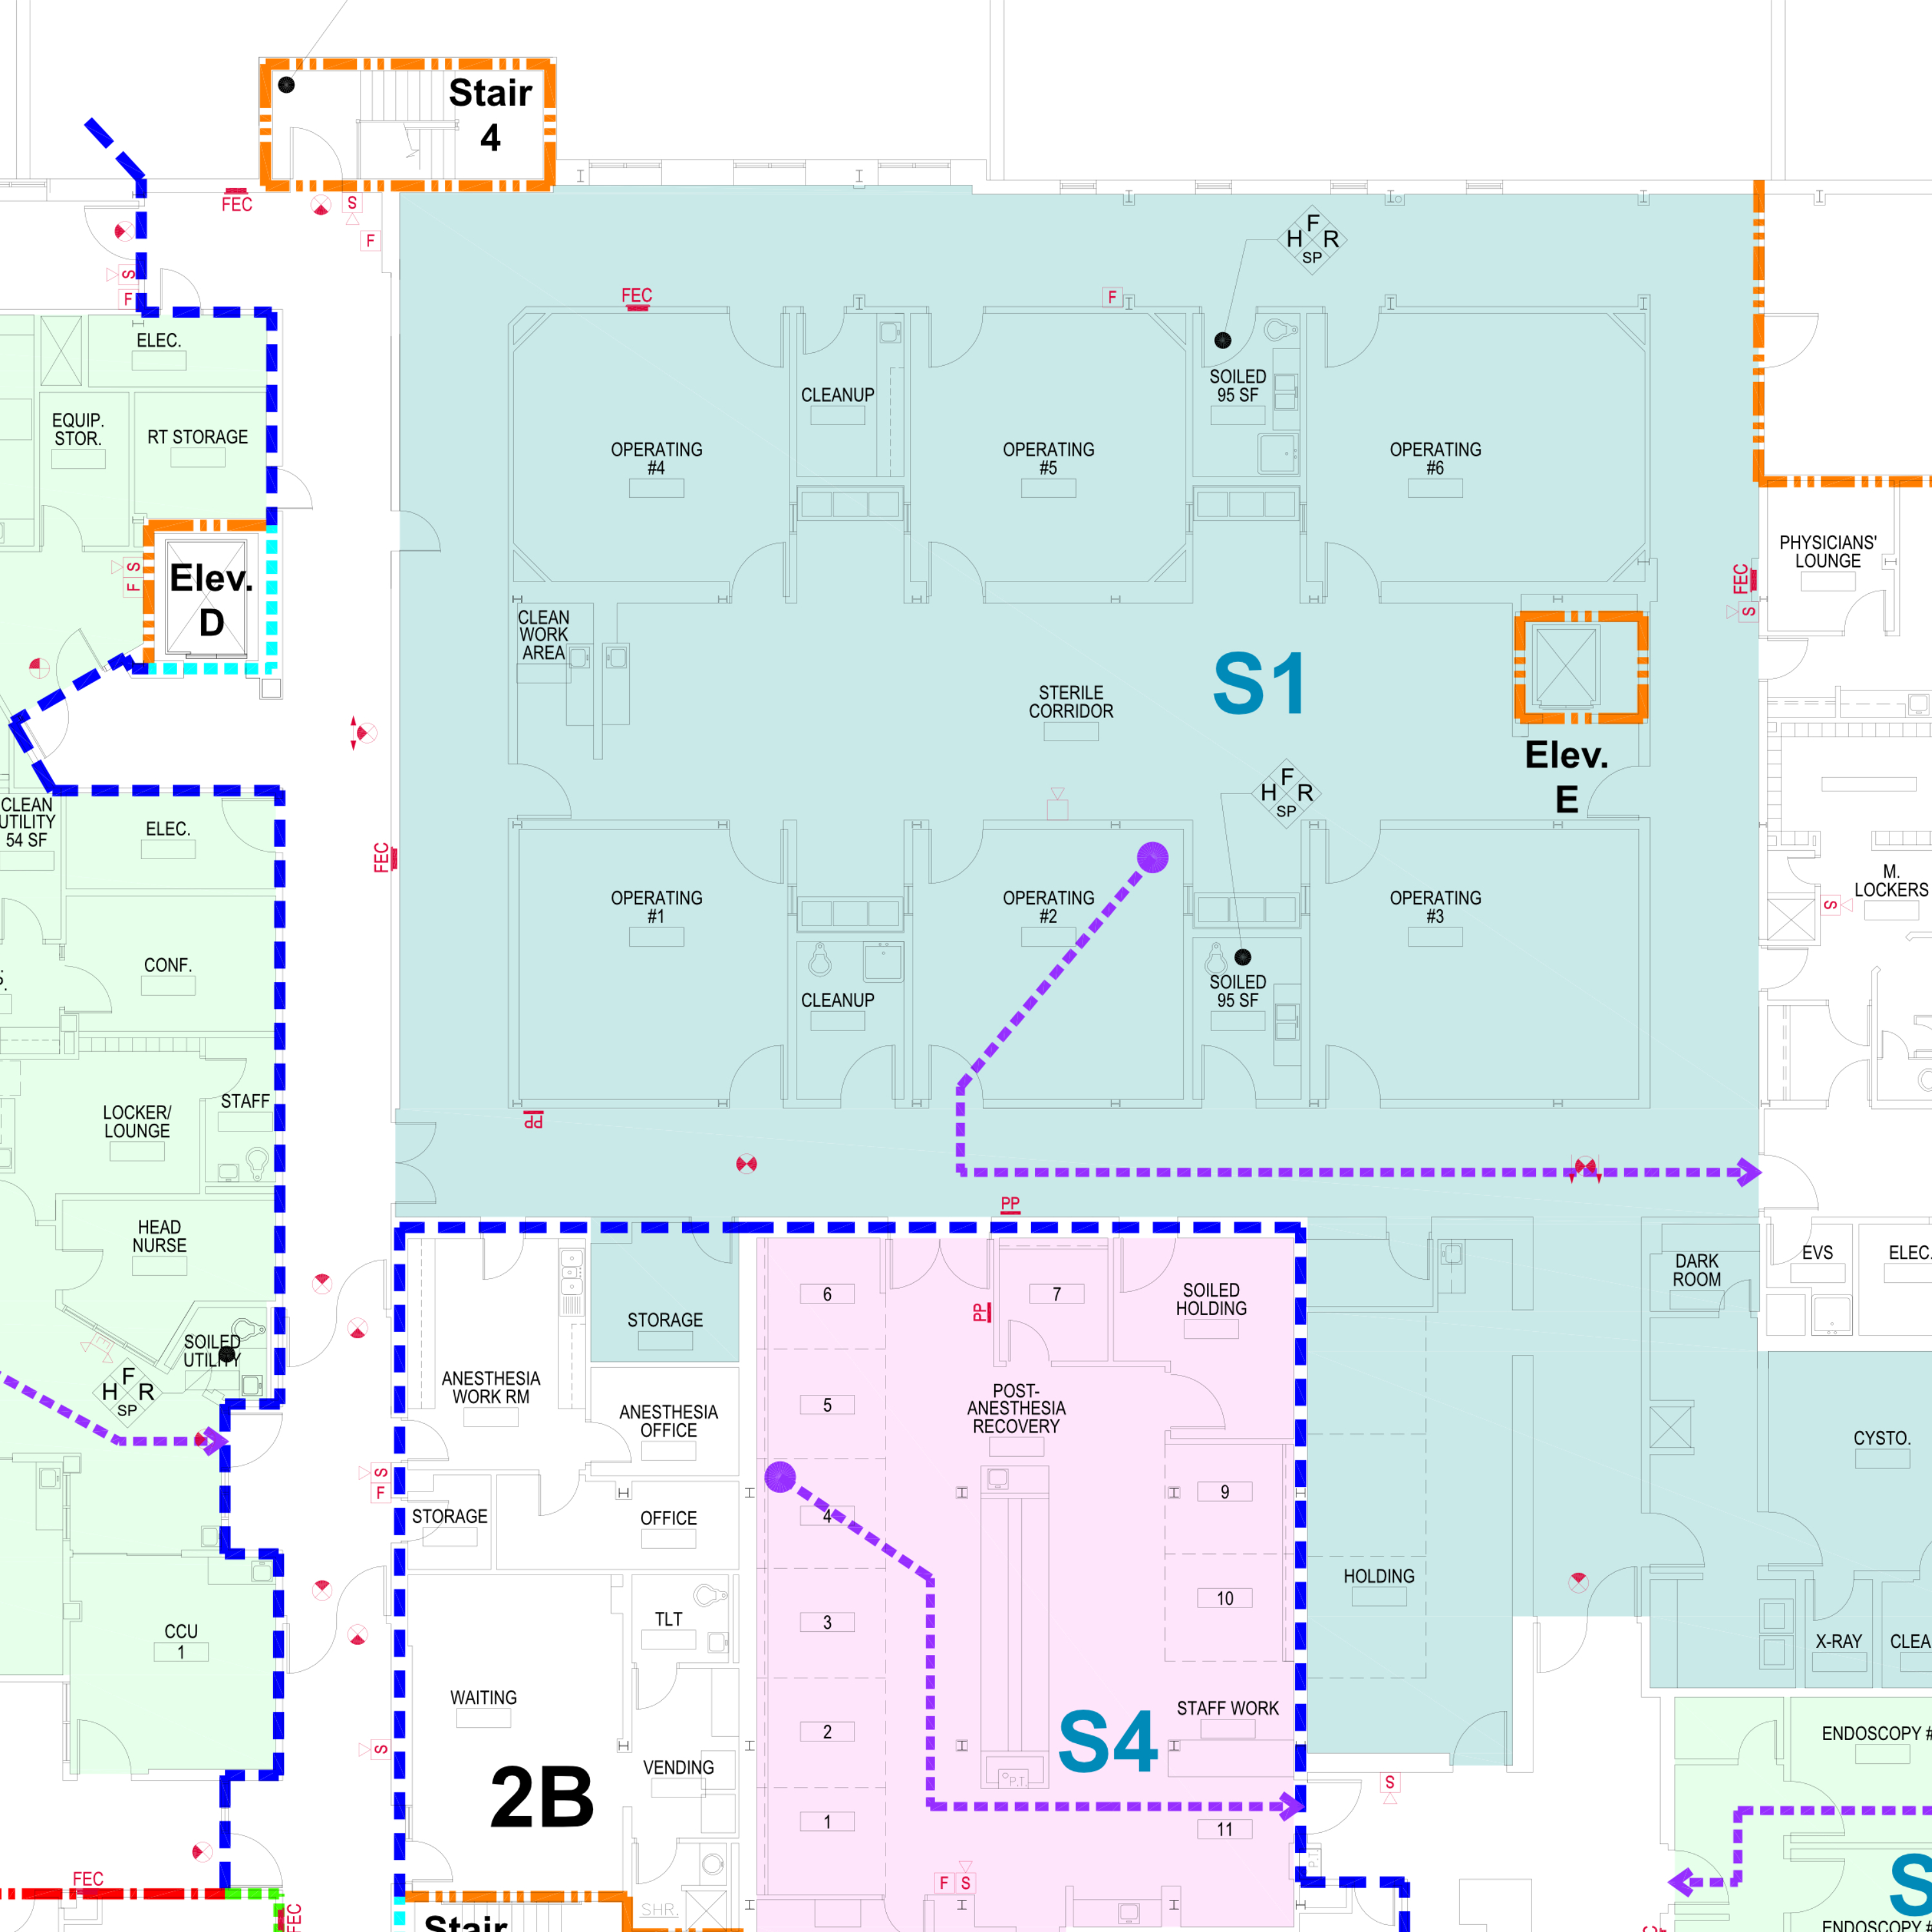 Stair
4
FEC
S
F
S
F
H
F
R
SP
ELEC.
EQUIP.
STOR.
RT STORAGE
FEC
F
CLEANUP
SOILED
95 SF
OPERATING
#4
OPERATING
#5
OPERATING
#6
S
F
Elev.
D
PHYSICIANS'
LOUNGE
FEC
S
CLEAN
WORK
AREA
STERILE
CORRIDOR
S1
Elev.
E
H
F
R
SP
CLEAN
UTILITY
54 SF
ELEC.
FEC
OPERATING
#1
OPERATING
#2
OPERATING
#3
M.
LOCKERS
S
CONF.
CLEANUP
SOILED
95 SF
LOCKER/
LOUNGE
STAFF
PP
PP
HEAD
NURSE
EVS
ELEC.
DARK
ROOM
6
7
SOILED
HOLDING
PP
STORAGE
SOILED
UTILITY
H
F
R
SP
ANESTHESIA
WORK RM
ANESTHESIA
OFFICE
5
POST-
ANESTHESIA
RECOVERY
CYSTO.
S
F
STORAGE
OFFICE
4
9
HOLDING
10
TLT
3
CCU
1
X-RAY
CLEA
WAITING
STAFF WORK
S
2B
VENDING
2
S4
ENDOSCOPY #
P.T.
S
1
11
P.T.
FEC
F
S
S
FEC
SHR.
Stair
ENDOSCOPY #